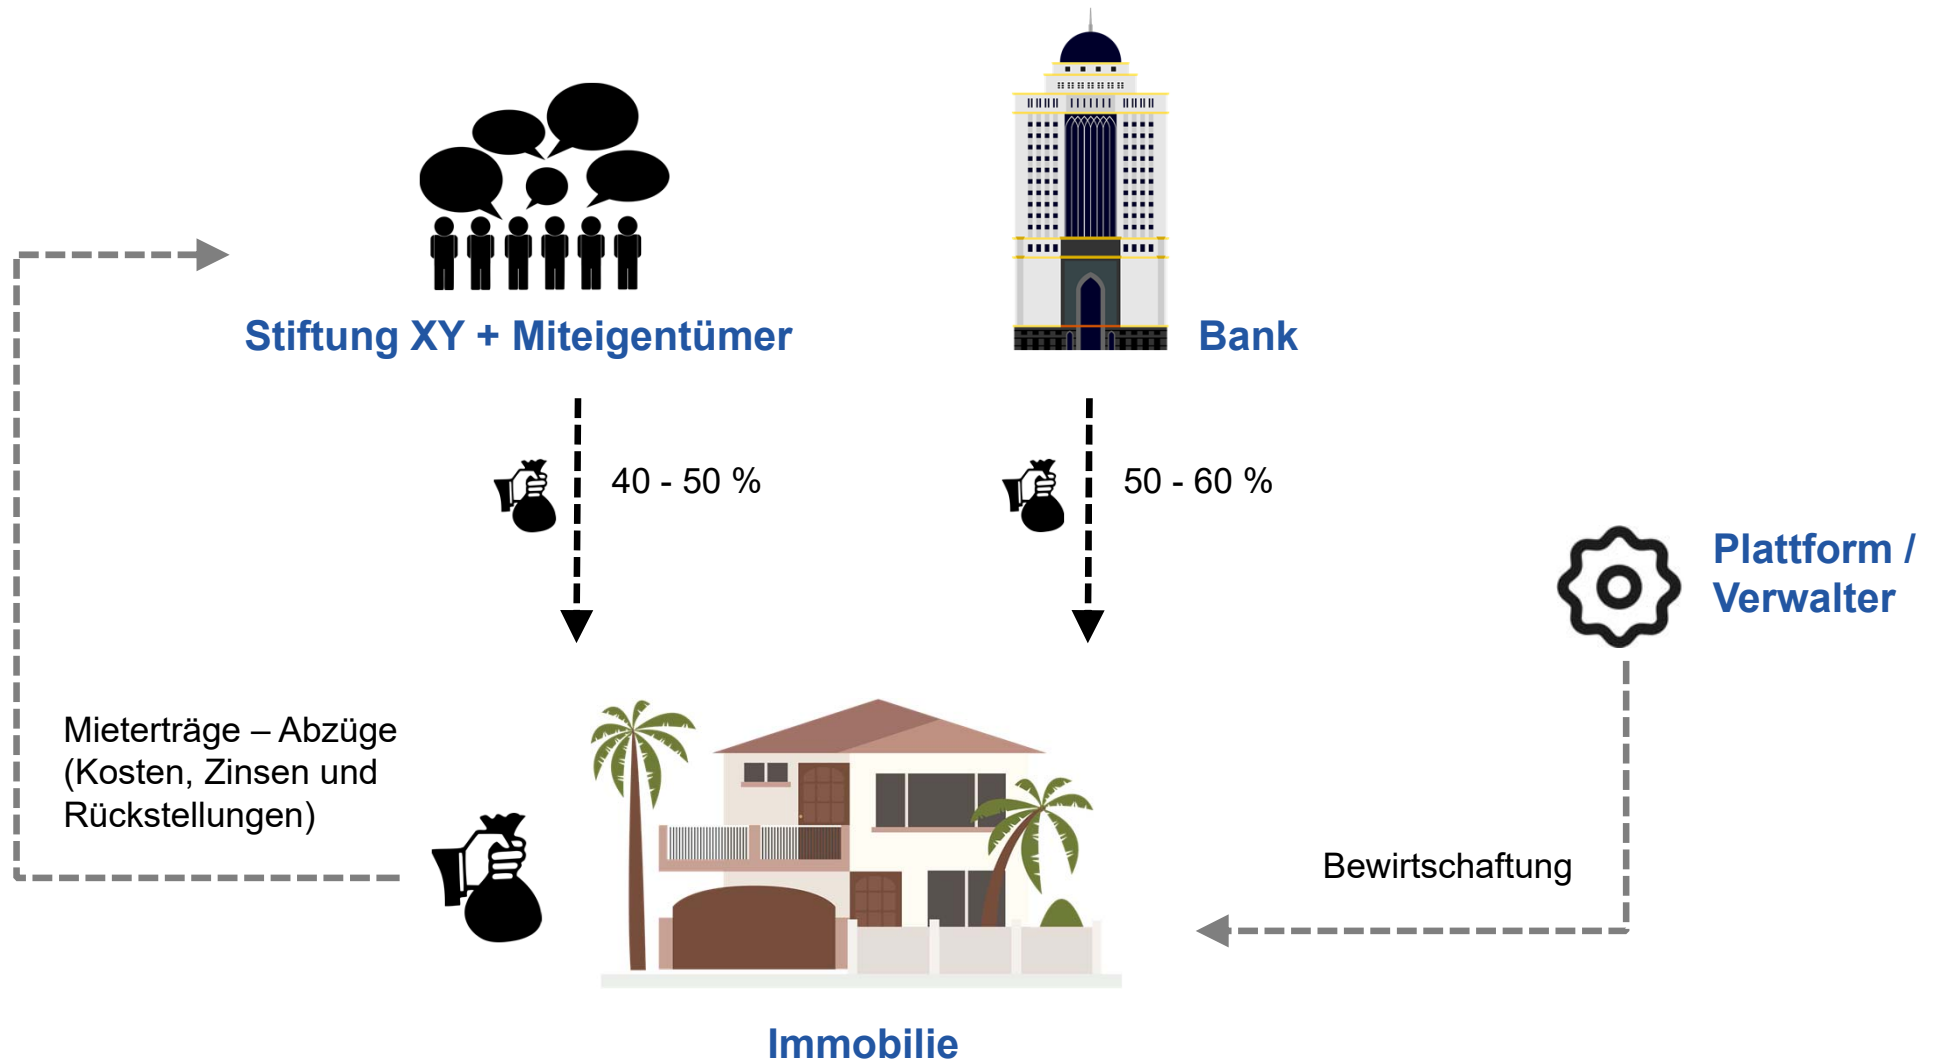 Stiftung XY + Miteigentümer
Bank
40 - 50 %
50 - 60 %
Plattform /
Verwalter
Mieterträge – Abzüge
(Kosten, Zinsen und
Rückstellungen)
Bewirtschaftung
Immobilie